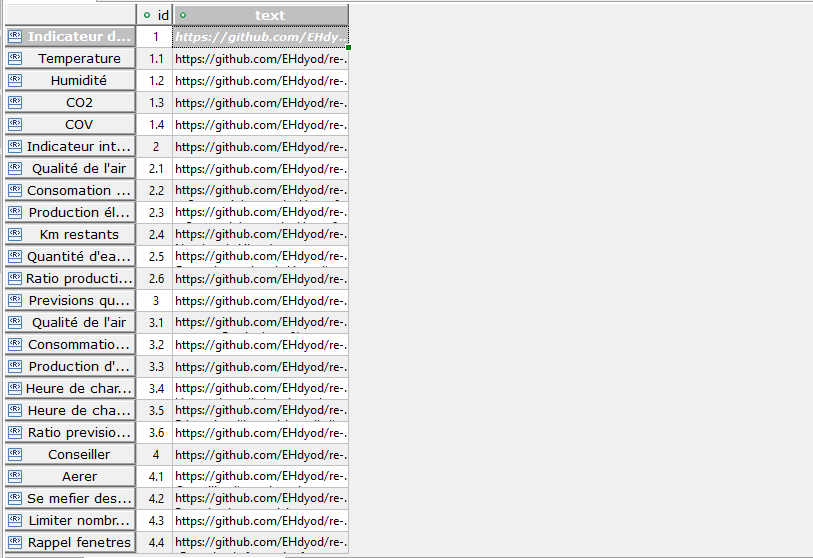 id text
Indicateur d... 1 https://github.com/EHdy...
Temperature 1.1 https://github.com/EHdyod/re-...
Humidité 1.2 https://github.com/EHdyod/re-...
CO2 1.3 https://github.com/EHdyod/re-...
COV 1.4 https://github.com/EHdyod/re-...
Indicateur int... 2 https://github.com/EHdyod/re-...
Qualité de l'air 2.1 https://github.com/EHdyod/re-...
Consomation ... 2.2 https://github.com/EHdyod/re-...
Production él... 2.3 https://github.com/EHdyod/re-...
Km restants 2.4 https://github.com/EHdyod/re-...
Quantité d'ea... 2.5 https://github.com/EHdyod/re-...
Ratio producti... 2.6 https://github.com/EHdyod/re-...
Previsions qu... 3 https://github.com/EHdyod/re-...
Qualité de l'air 3.1 https://github.com/EHdyod/re-...
Consommatio... 3.2 https://github.com/EHdyod/re-...
Production d'... 3.3 https://github.com/EHdyod/re-...
Heure de char... 3.4 https://github.com/EHdyod/re-...
Heure de cha... 3.5 https://github.com/EHdyod/re-...
Ratio previsio... 3.6 https://github.com/EHdyod/re-...
Conseiller 4 https://github.com/EHdyod/re-...
Aerer 4.1 https://github.com/EHdyod/re-...
Se mefier des... 4.2 https://github.com/EHdyod/re-...
Limiter nombr... 4.3 https://github.com/EHdyod/re-...
Rappel fenetres 4.4 https://github.com/EHdyod/re-...